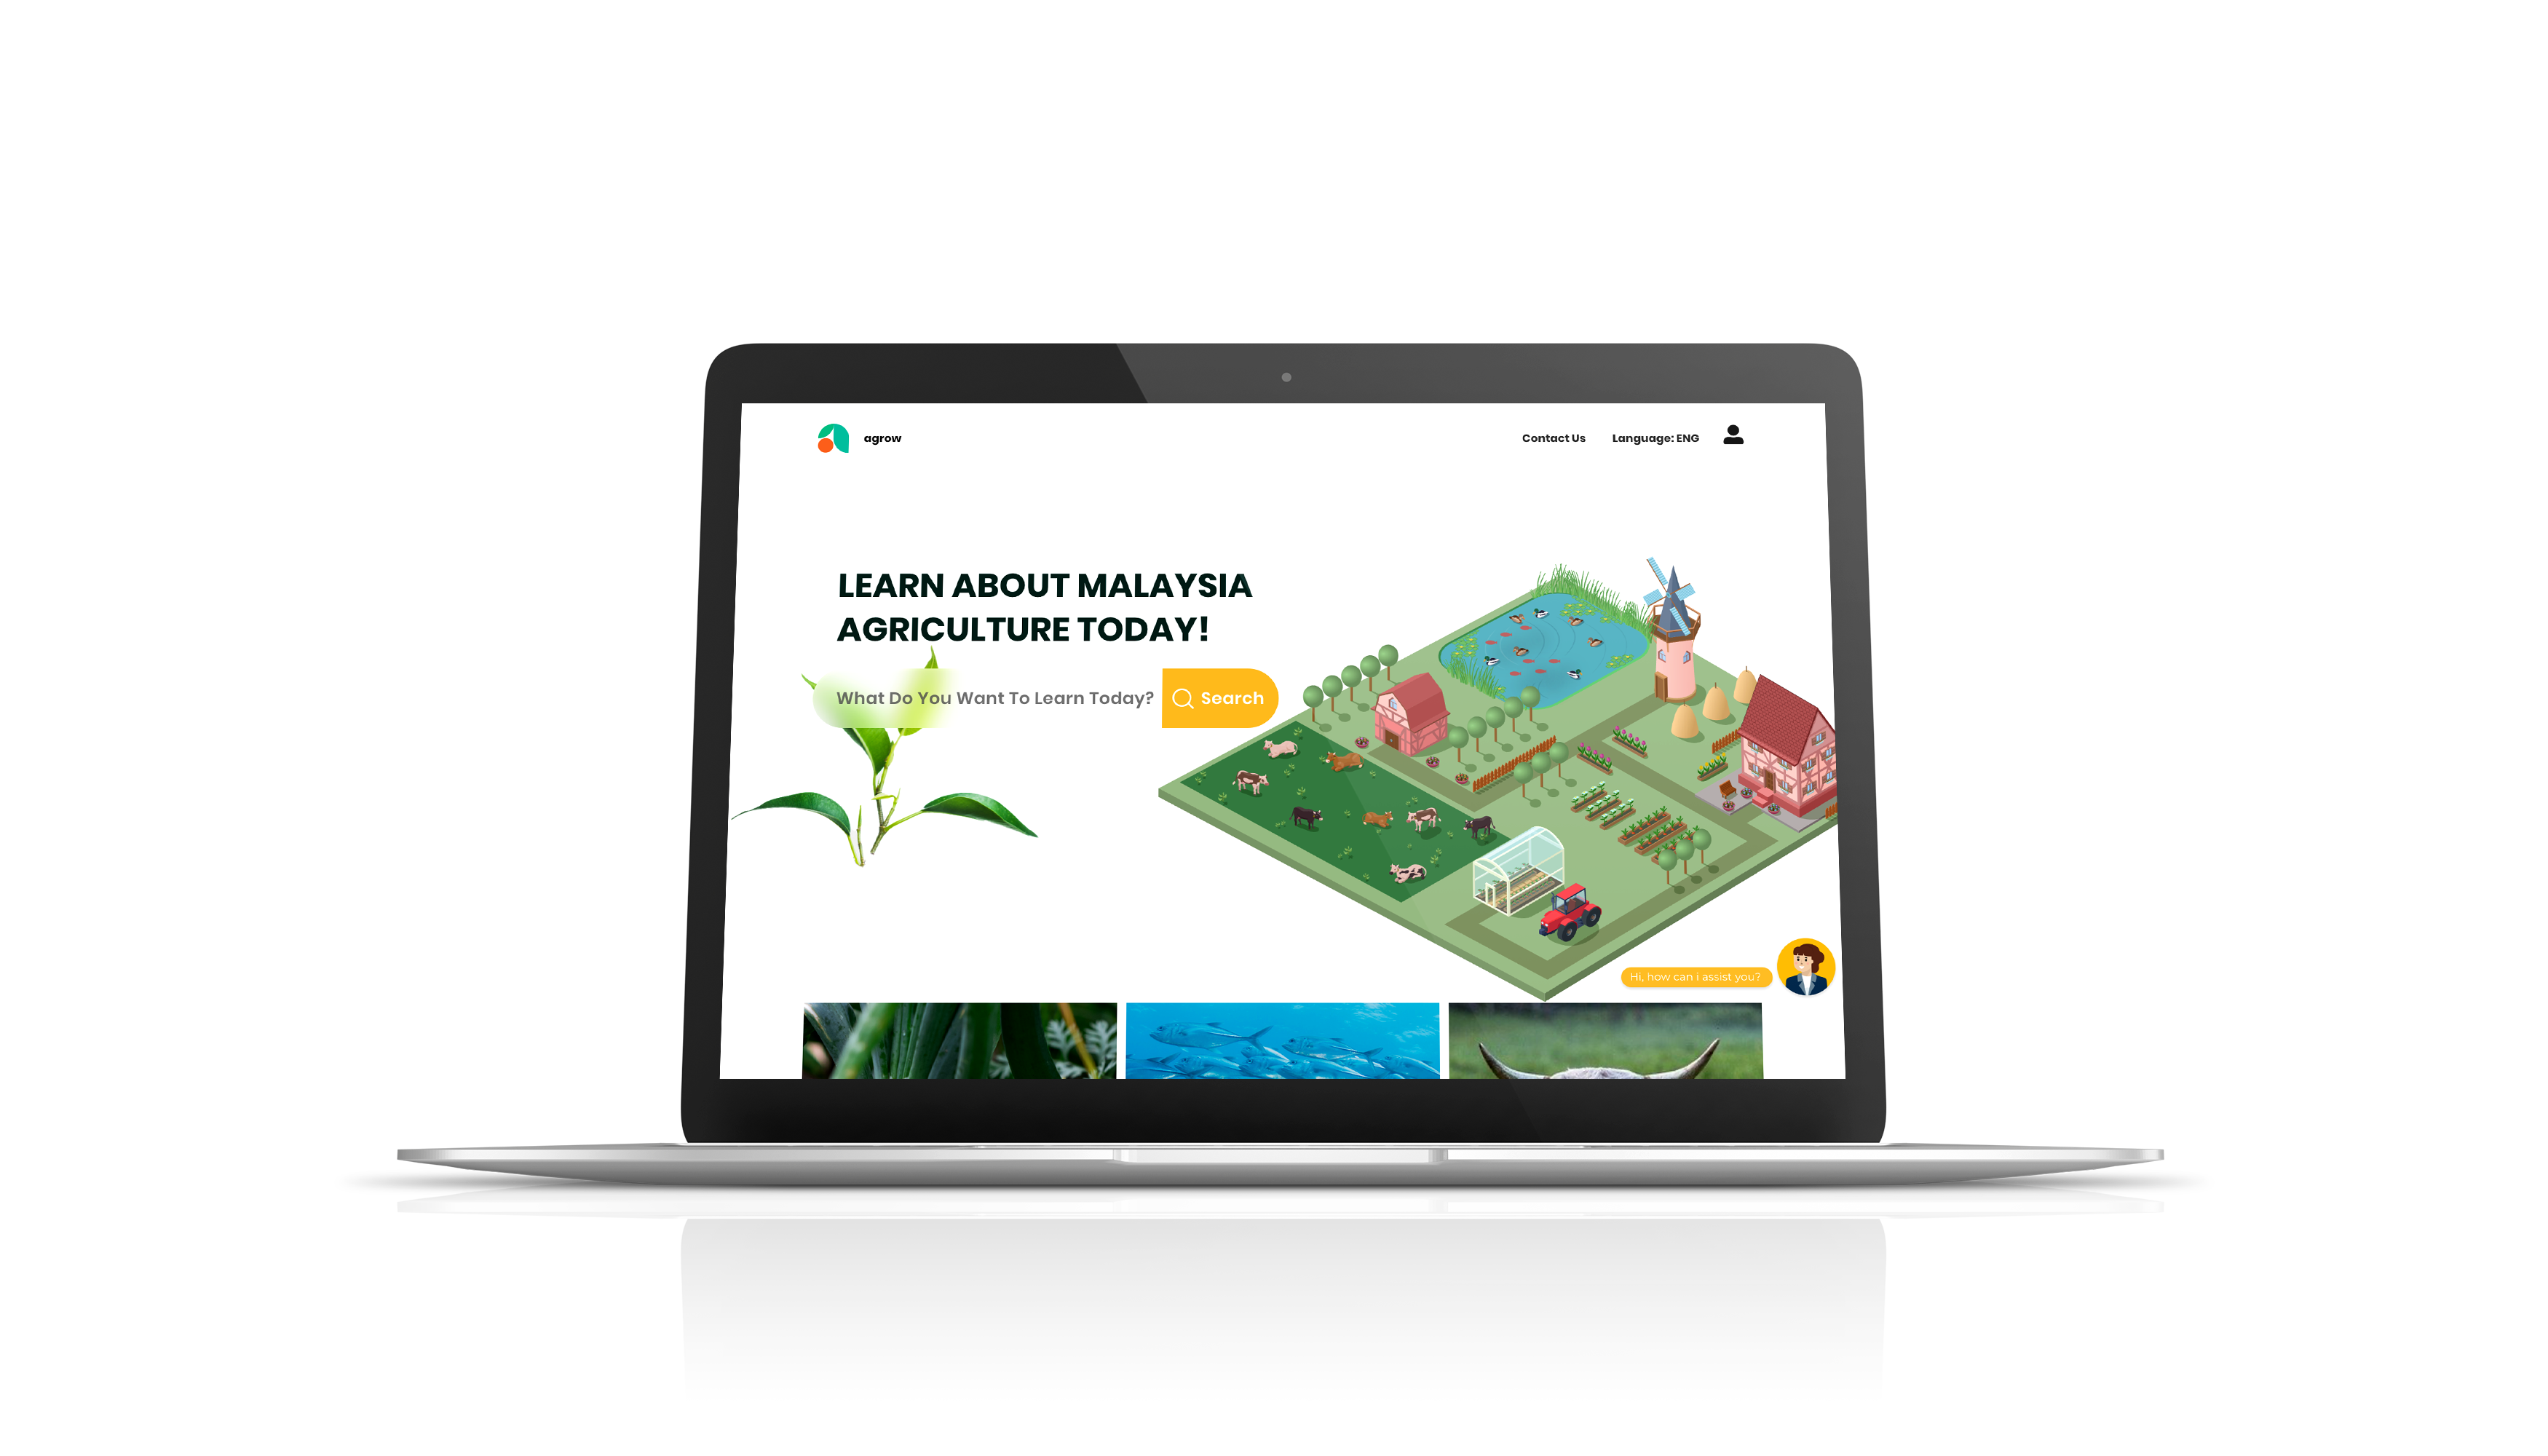 agrow
Contact Us
Language: ENG
LEARN ABOUT MALAYSIA
AGRICULTURE TODAY!
What Do You Want To Learn Today?
Search
Hi, how can i assist you?